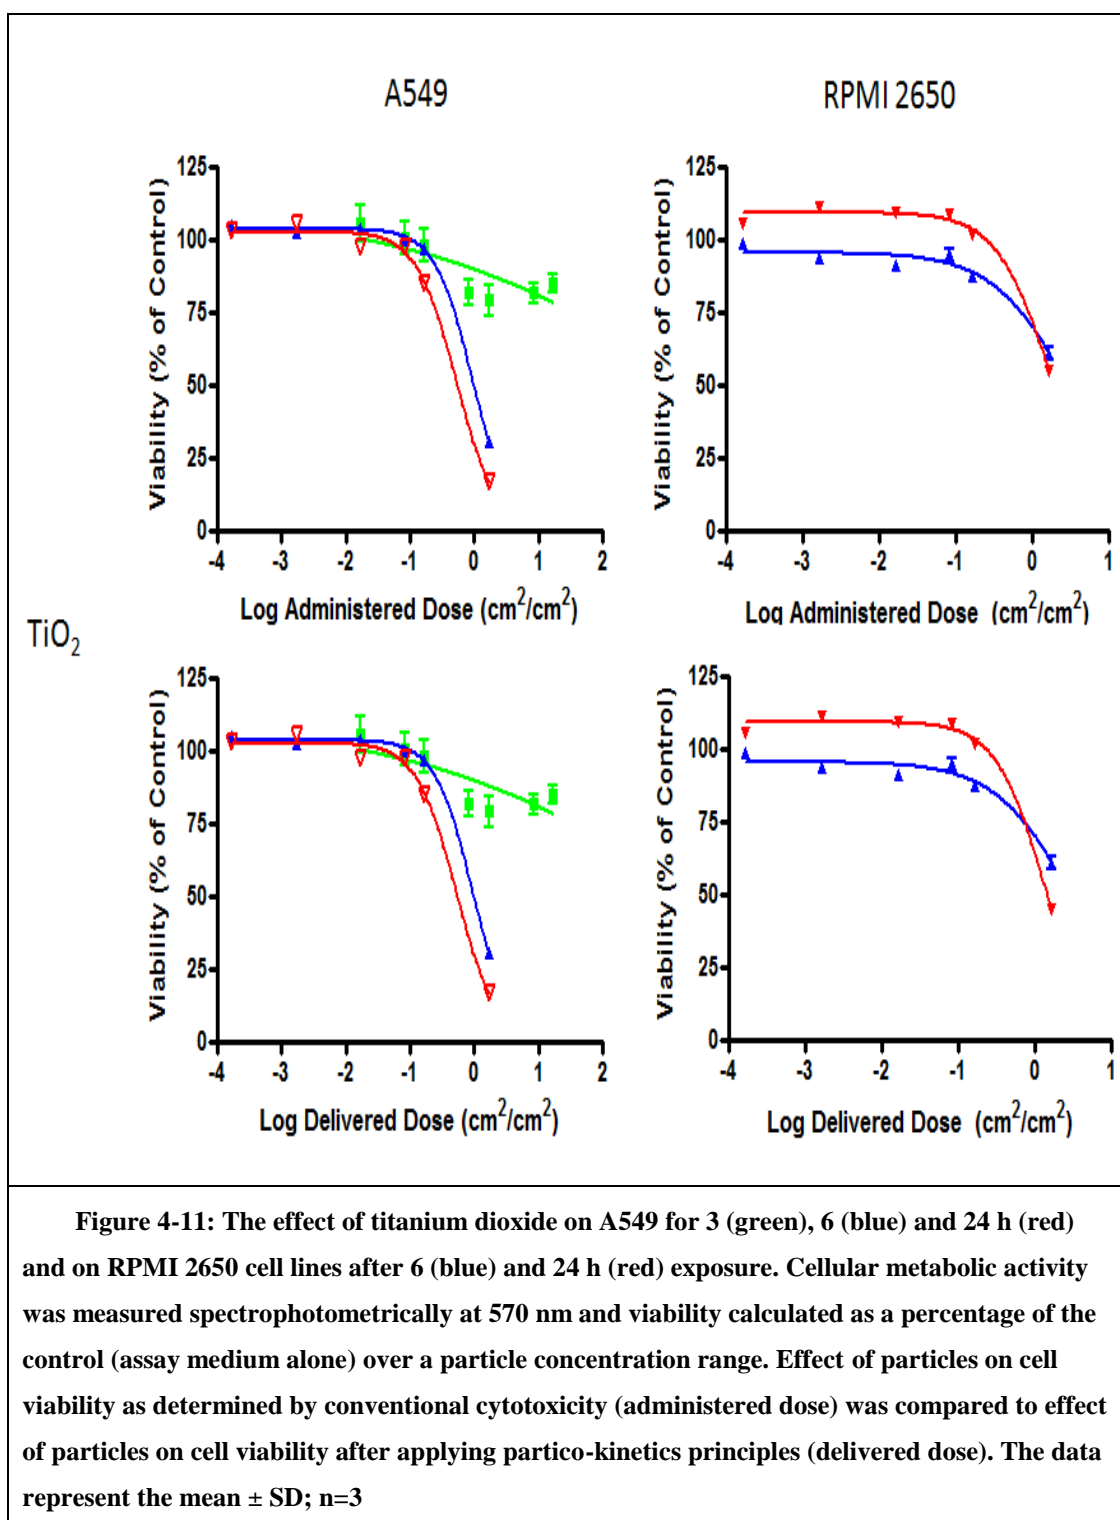 A549
RPMI 2650
125
100
75
50
25
0
-4 -3 -2 -1 0 1 2
Viability (% of Control)
Log Administered Dose (cm²/cm²)
125
100
75
50
25
0
-4 -3 -2 -1 0 1
Viability (% of Control)
Log Administered Dose (cm²/cm²)
TiO₂
125
100
75
50
25
0
-4 -3 -2 -1 0 1 2
Viability (% of Control)
Log Delivered Dose (cm²/cm²)
125
100
75
50
25
0
-4 -3 -2 -1 0 1
Viability (% of Control)
Log Delivered Dose (cm²/cm²)
Figure 4-11: The effect of titanium dioxide on A549 for 3 (green), 6 (blue) and 24 h (red)
and on RPMI 2650 cell lines after 6 (blue) and 24 h (red) exposure. Cellular metabolic activity
was measured spectrophotometrically at 570 nm and viability calculated as a percentage of the
control (assay medium alone) over a particle concentration range. Effect of particles on cell
viability as determined by conventional cytotoxicity (administered dose) was compared to effect
of particles on cell viability after applying partico-kinetics principles (delivered dose). The data
represent the mean ± SD; n=3